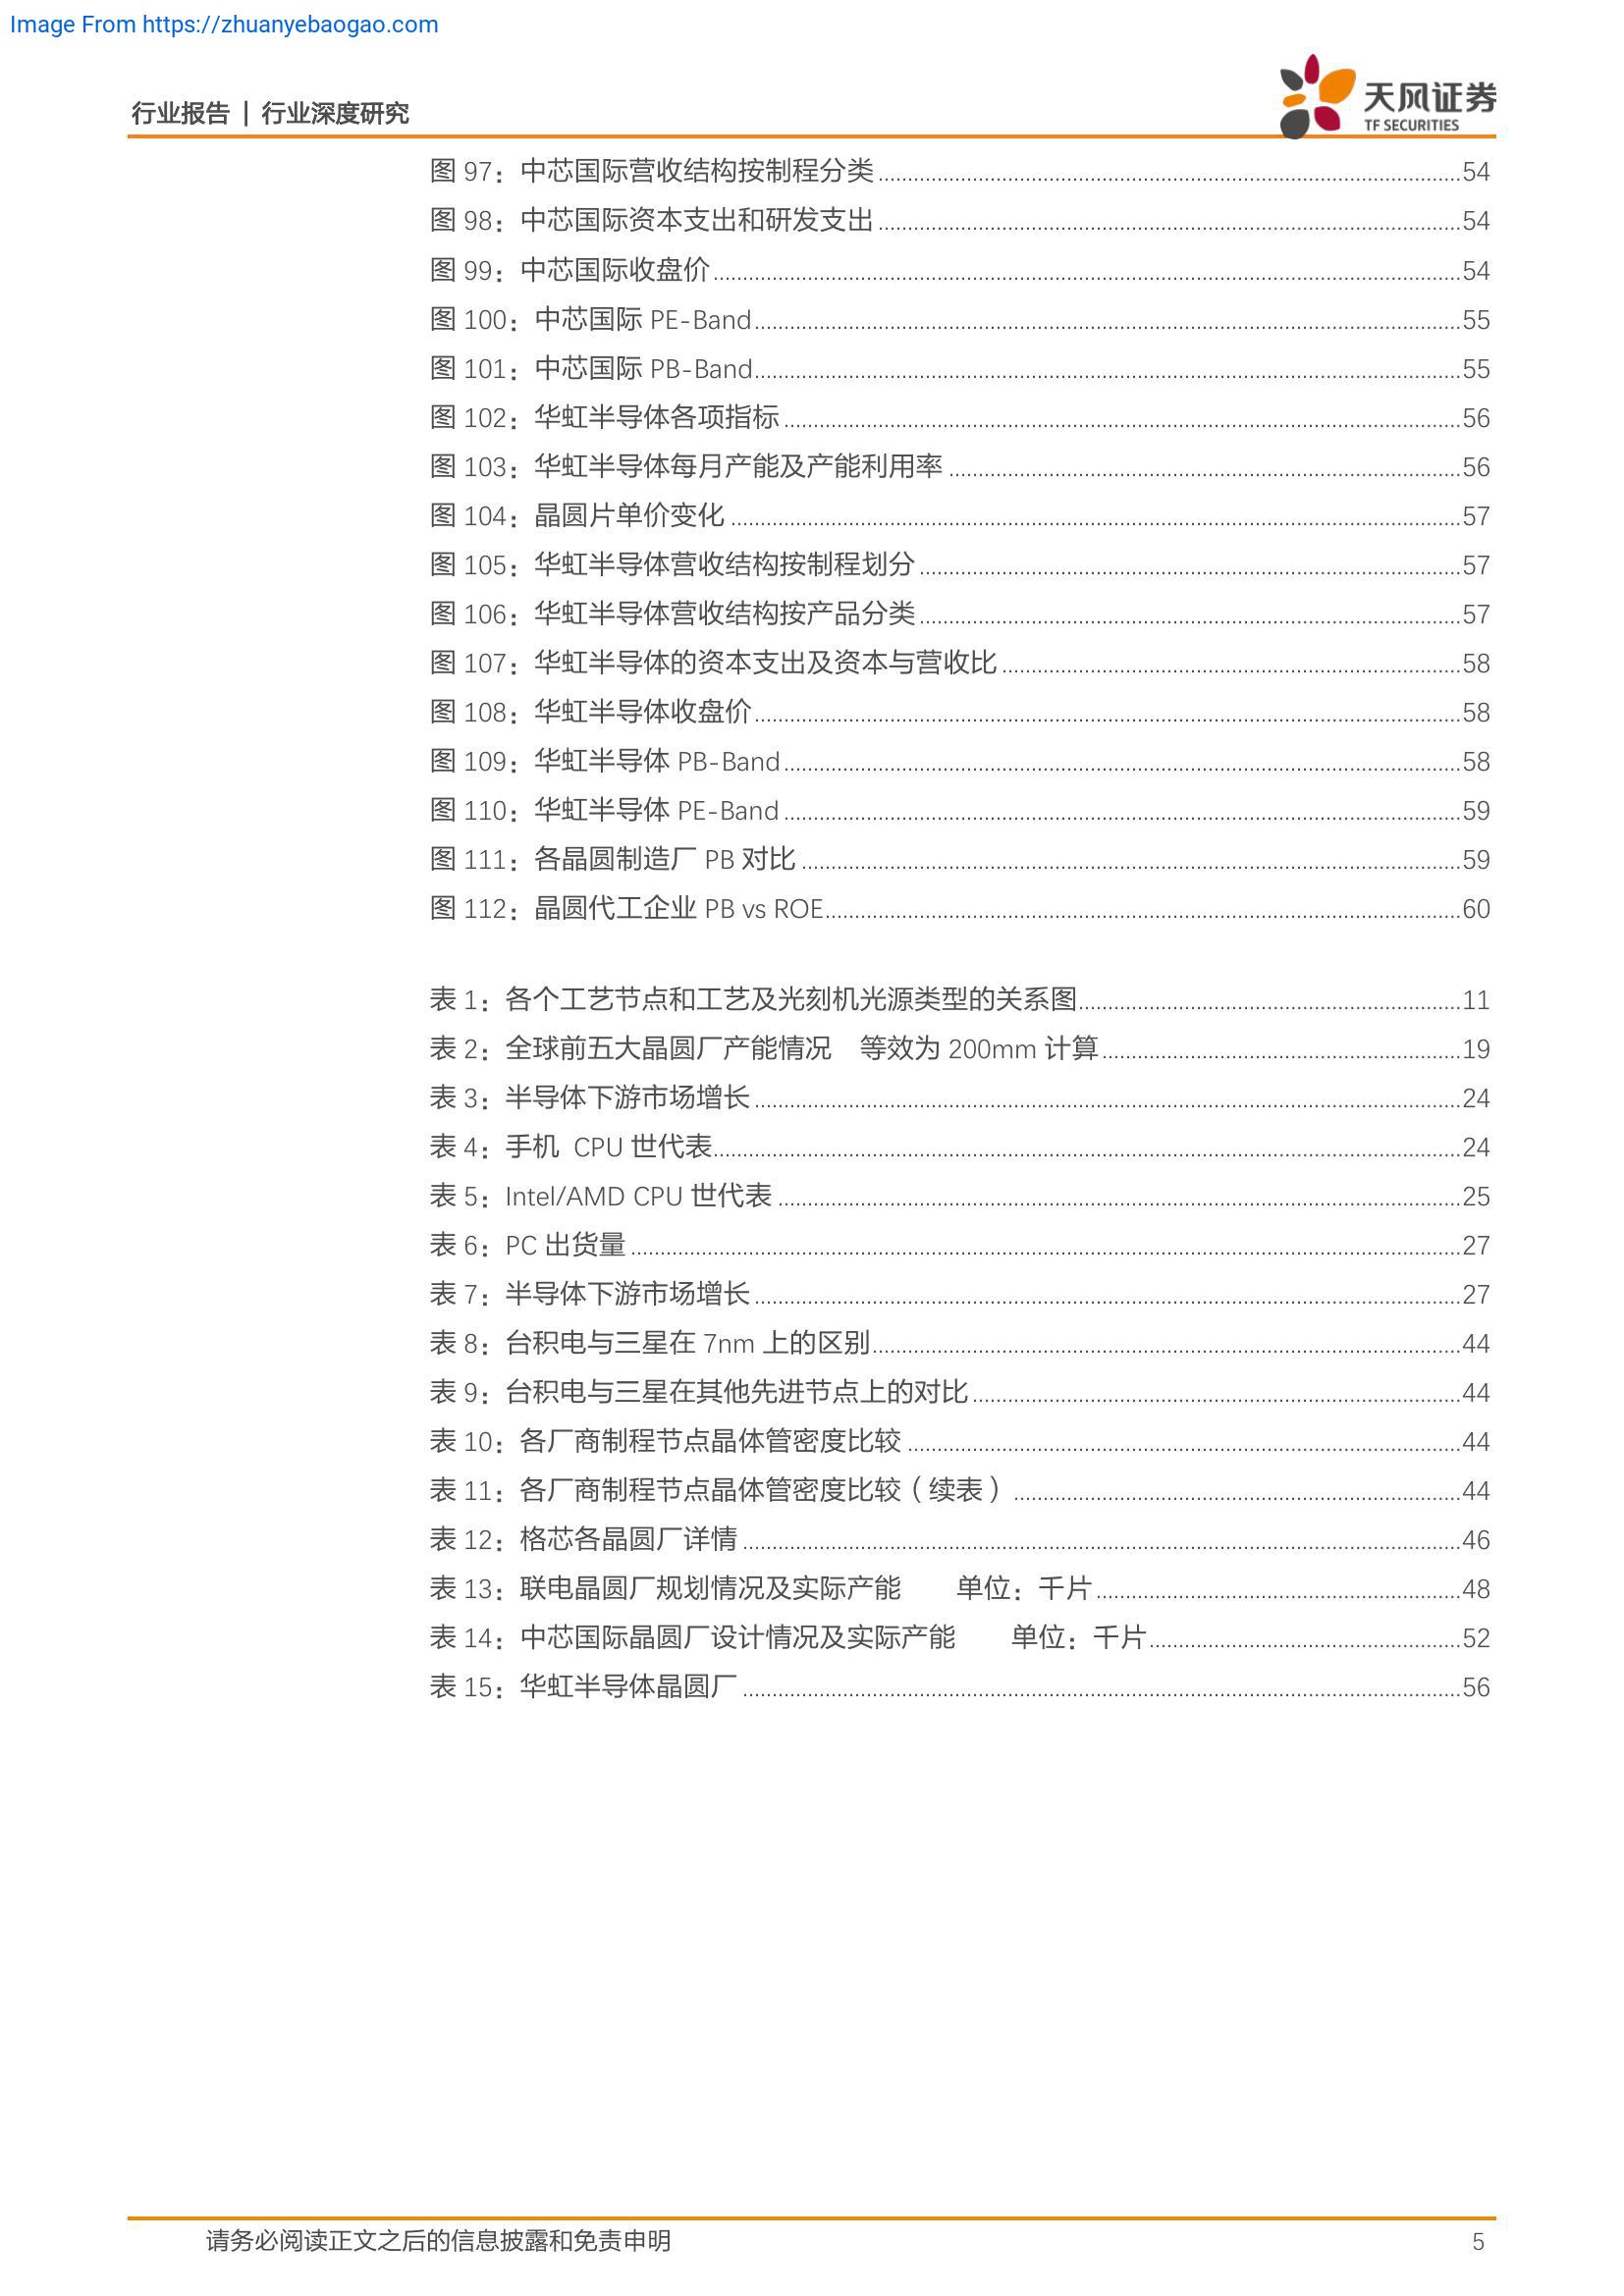 Image From https://zhuanyebaogao.com
行业报告 | 行业深度研究
天风证券
TF SECURITIES
图 97：中芯国际营收结构按制程分类 54
图 98：中芯国际资本支出和研发支出 54
图 99：中芯国际收盘价 54
图 100：中芯国际 PE-Band 55
图 101：中芯国际 PB-Band 55
图 102：华虹半导体各项指标 56
图 103：华虹半导体每月产能及产能利用率 56
图 104：晶圆片单价变化 57
图 105：华虹半导体营收结构按制程划分 57
图 106：华虹半导体营收结构按产品分类 57
图 107：华虹半导体的资本支出及资本与营收比 58
图 108：华虹半导体收盘价 58
图 109：华虹半导体 PB-Band 58
图 110：华虹半导体 PE-Band 59
图 111：各晶圆制造厂 PB 对比 59
图 112：晶圆代工企业 PB vs ROE 60
表 1：各个工艺节点和工艺及光刻机光源类型的关系图 11
表 2：全球前五大晶圆厂产能情况 等效为 200mm 计算 19
表 3：半导体下游市场增长 24
表 4：手机 CPU 世代表 24
表 5：Intel/AMD CPU 世代表 25
表 6：PC 出货量 27
表 7：半导体下游市场增长 27
表 8：台积电与三星在 7nm 上的区别 44
表 9：台积电与三星在其他先进节点上的对比 44
表 10：各厂商制程节点晶体管密度比较 44
表 11：各厂商制程节点晶体管密度比较（续表） 44
表 12：格芯各晶圆厂详情 46
表 13：联电晶圆厂规划情况及实际产能 单位：千片 48
表 14：中芯国际晶圆厂设计情况及实际产能 单位：千片 52
表 15：华虹半导体晶圆厂 56
请务必阅读正文之后的信息披露和免责申明 5